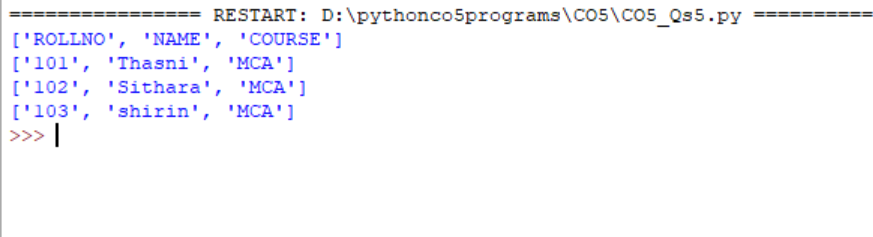 ================ RESTART: D:\pythonco5programs\CO5\CO5_Qs5.py ==========
['ROLLNO', 'NAME', 'COURSE']
['101', 'Thasni', 'MCA']
['102', 'Sithara', 'MCA']
['103', 'shirin', 'MCA']
>>>